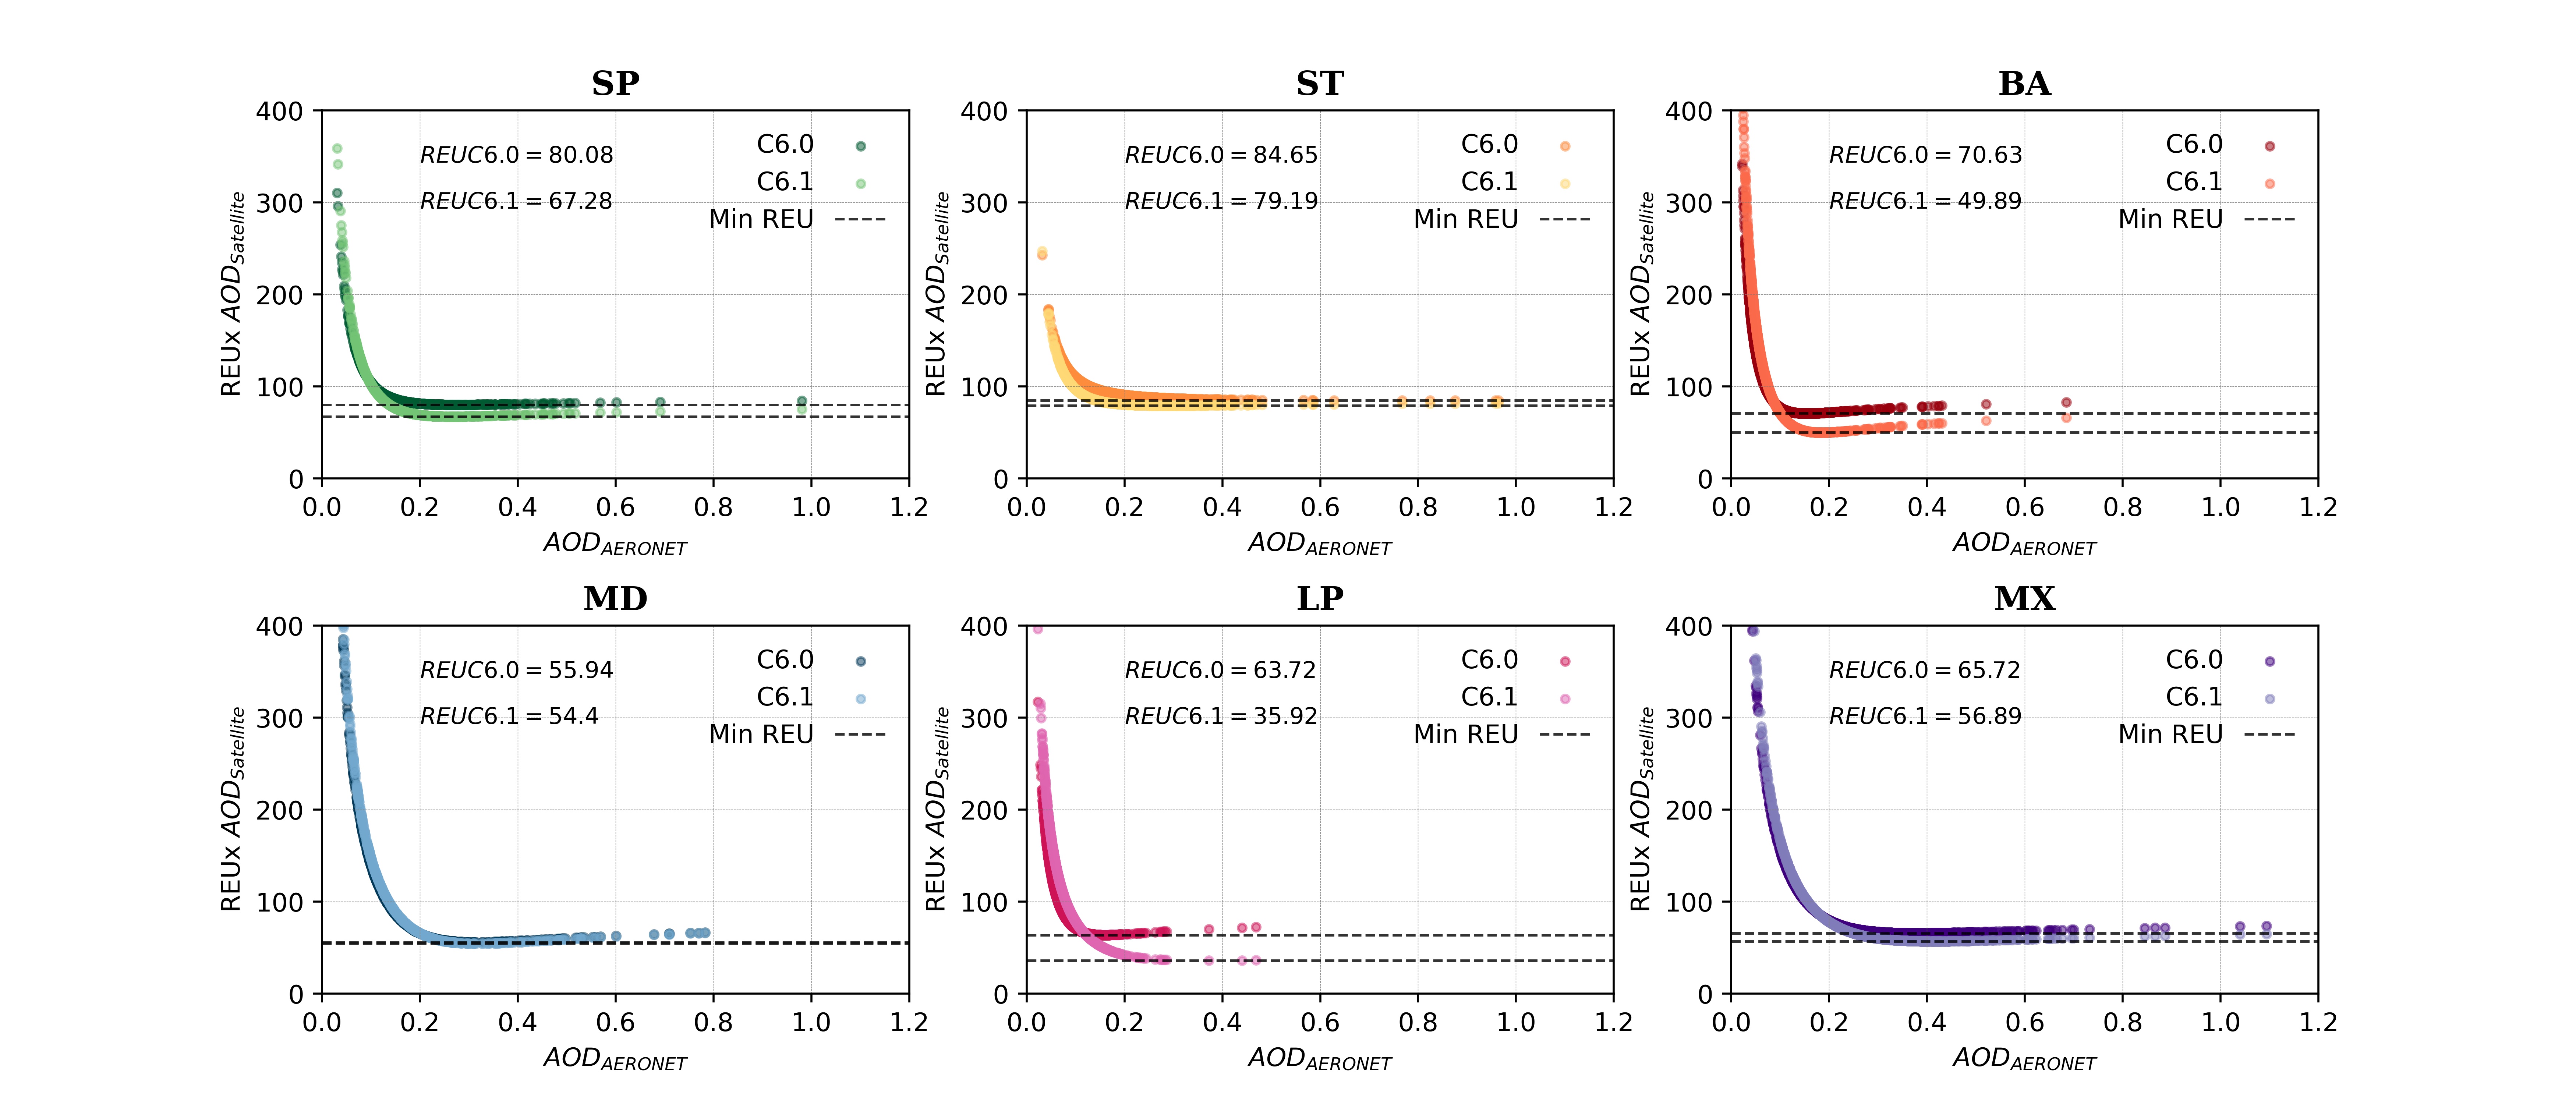 SP
400
300
200
100
0
REUx AOD_Satellite
REUC6.0 = 80.08
REUC6.1 = 67.28
C6.0
C6.1
Min REU
0.0 0.2 0.4 0.6 0.8 1.0 1.2
AOD_AERONET
ST
400
300
200
100
0
REUx AOD_Satellite
REUC6.0 = 84.65
REUC6.1 = 79.19
C6.0
C6.1
Min REU
0.0 0.2 0.4 0.6 0.8 1.0 1.2
AOD_AERONET
BA
400
300
200
100
0
REUx AOD_Satellite
REUC6.0 = 70.63
REUC6.1 = 49.89
C6.0
C6.1
Min REU
0.0 0.2 0.4 0.6 0.8 1.0 1.2
AOD_AERONET
MD
400
300
200
100
0
REUx AOD_Satellite
REUC6.0 = 55.94
REUC6.1 = 54.4
C6.0
C6.1
Min REU
0.0 0.2 0.4 0.6 0.8 1.0 1.2
AOD_AERONET
LP
400
300
200
100
0
REUx AOD_Satellite
REUC6.0 = 63.72
REUC6.1 = 35.92
C6.0
C6.1
Min REU
0.0 0.2 0.4 0.6 0.8 1.0 1.2
AOD_AERONET
MX
400
300
200
100
0
REUx AOD_Satellite
REUC6.0 = 65.72
REUC6.1 = 56.89
C6.0
C6.1
Min REU
0.0 0.2 0.4 0.6 0.8 1.0 1.2
AOD_AERONET